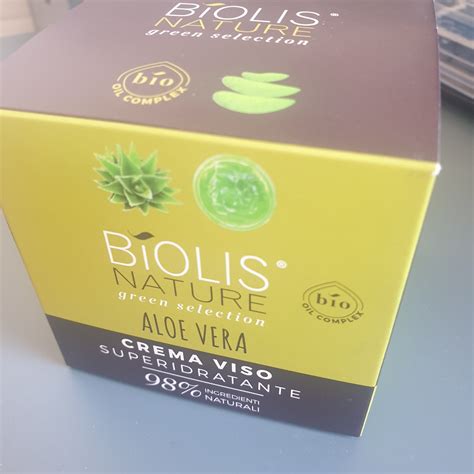 BiOLiS®
NATURE
green selection
bio
OIL COMPLEX
BiOLiS®
NATURE
green selection
bio
OIL COMPLEX
ALOE VERA
CREMA VISO
SUPERIDRATANTE
98% INGREDIENTI
NATURALI